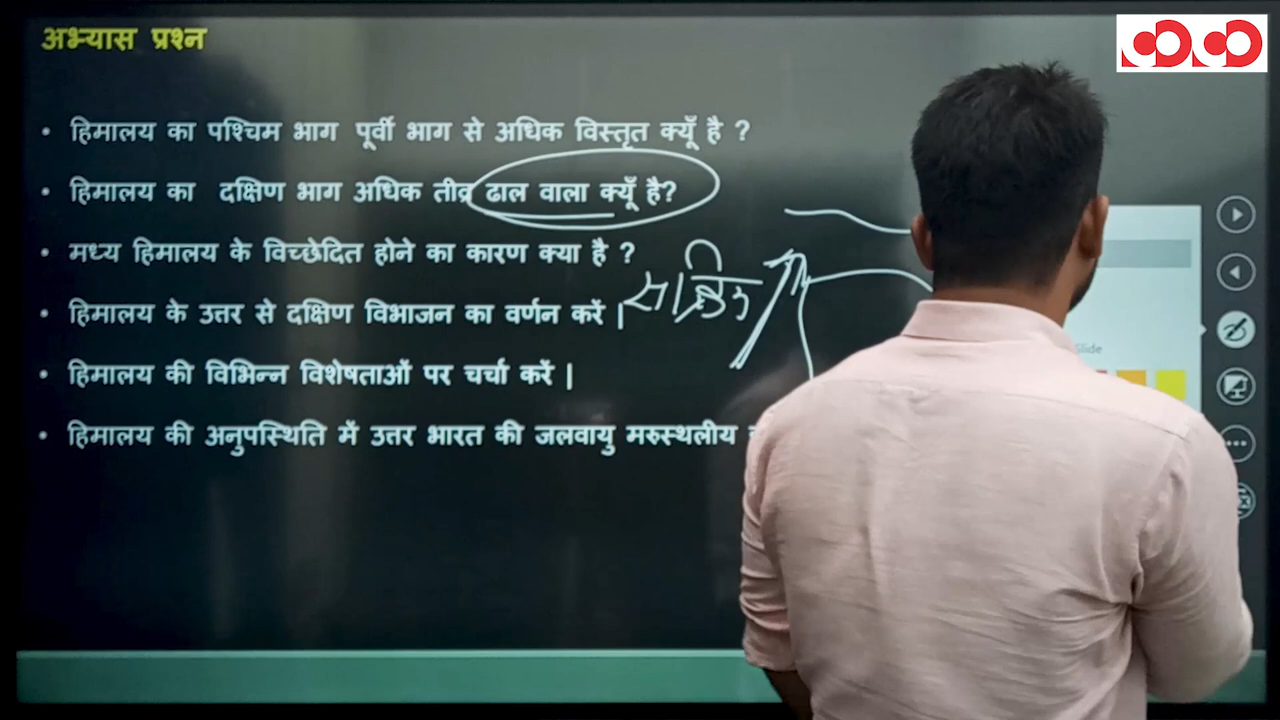 अभ्यास प्रश्न
• हिमालय का पश्चिम भाग पूर्वी भाग से अधिक विस्तृत क्यूँ है ?
• हिमालय का दक्षिण भाग अधिक तीव्र ढाल वाला क्यूँ है?
• मध्य हिमालय के विच्छेदित होने का कारण क्या है ?
• हिमालय के उत्तर से दक्षिण विभाजन का वर्णन करें |
• हिमालय की विभिन्न विशेषताओं पर चर्चा करें |
• हिमालय की अनुपस्थिति में उत्तर भारत की जलवायु मरुस्थलीय
Slide